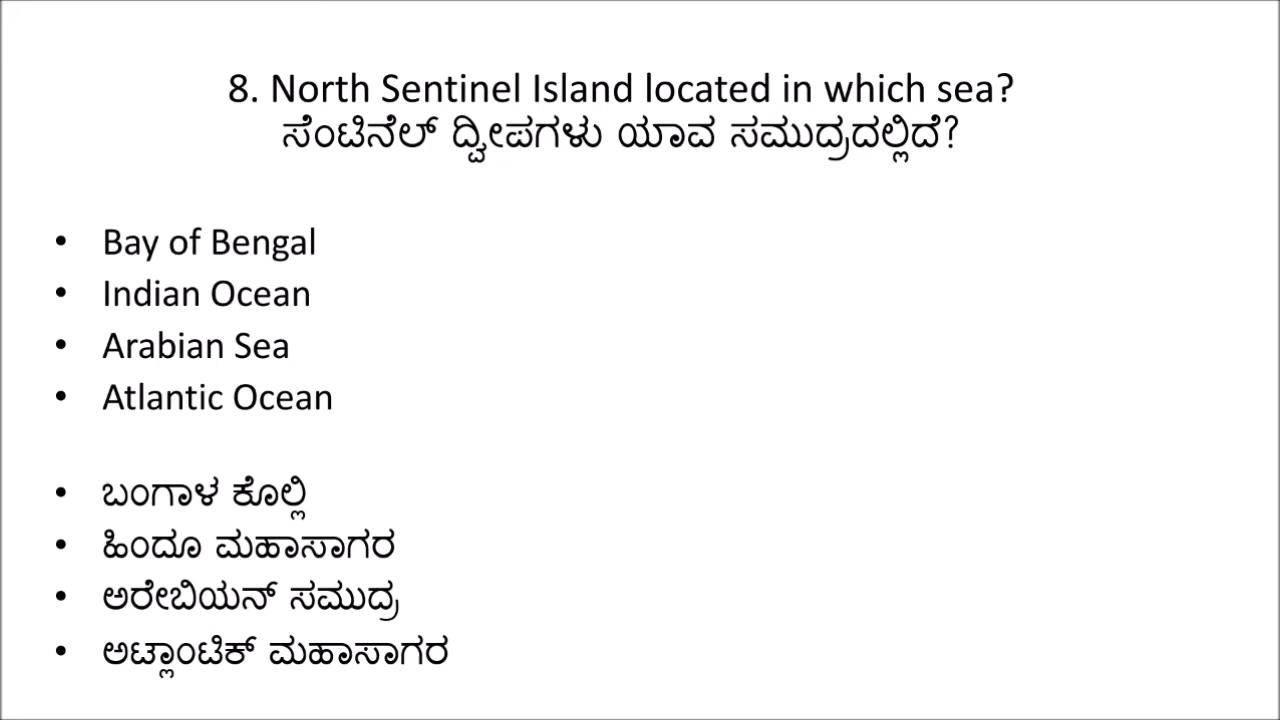 8. North Sentinel Island located in which sea?
ಸೆಂಟಿನೆಲ್ ದ್ವೀಪಗಳು ಯಾವ ಸಮುದ್ರದಲ್ಲಿದೆ?
• Bay of Bengal
• Indian Ocean
• Arabian Sea
• Atlantic Ocean
• ಬಂಗಾಳ ಕೊಲ್ಲಿ
• ಹಿಂದೂ ಮಹಾಸಾಗರ
• ಅರೇಬಿಯನ್ ಸಮುದ್ರ
• ಅಟ್ಲಾಂಟಿಕ್ ಮಹಾಸಾಗರ